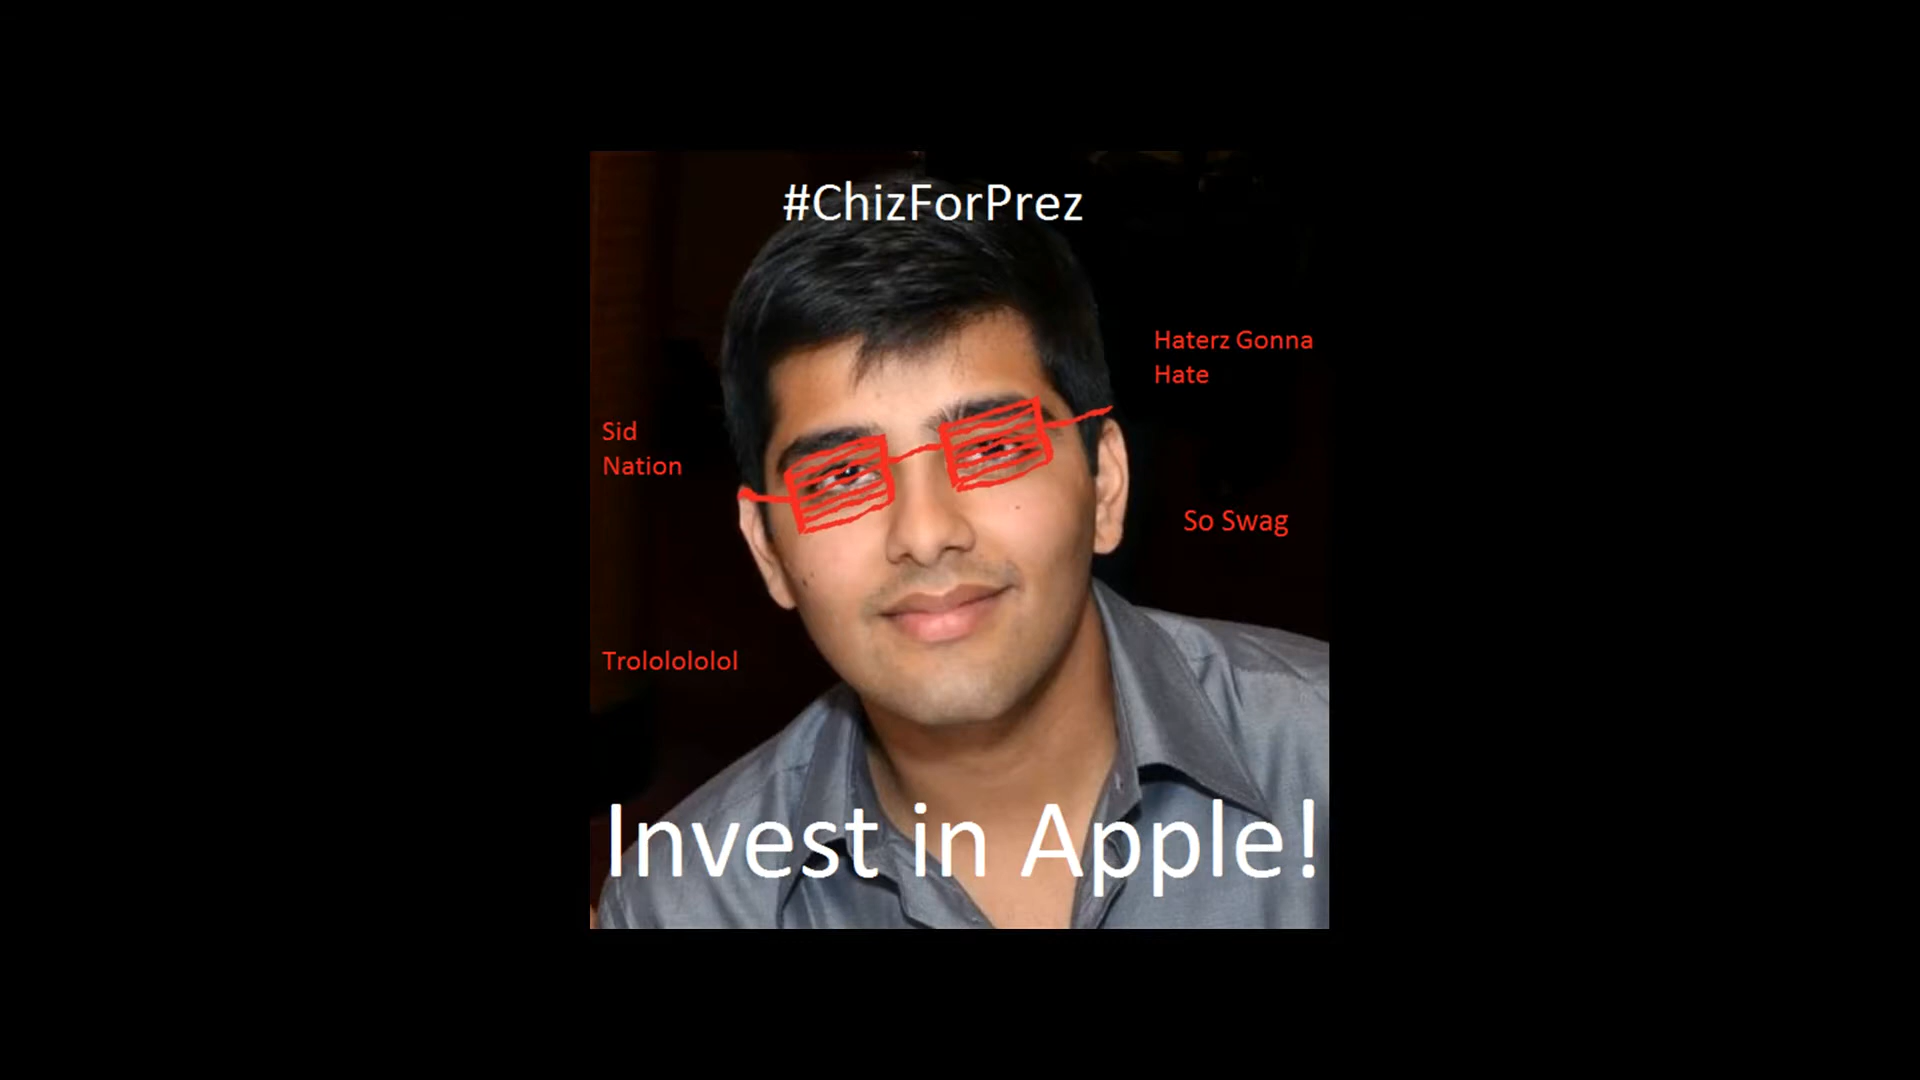 #ChizForPrez
Haterz Gonna
Hate
Sid
Nation
So Swag
Trololololol
Invest in Apple!